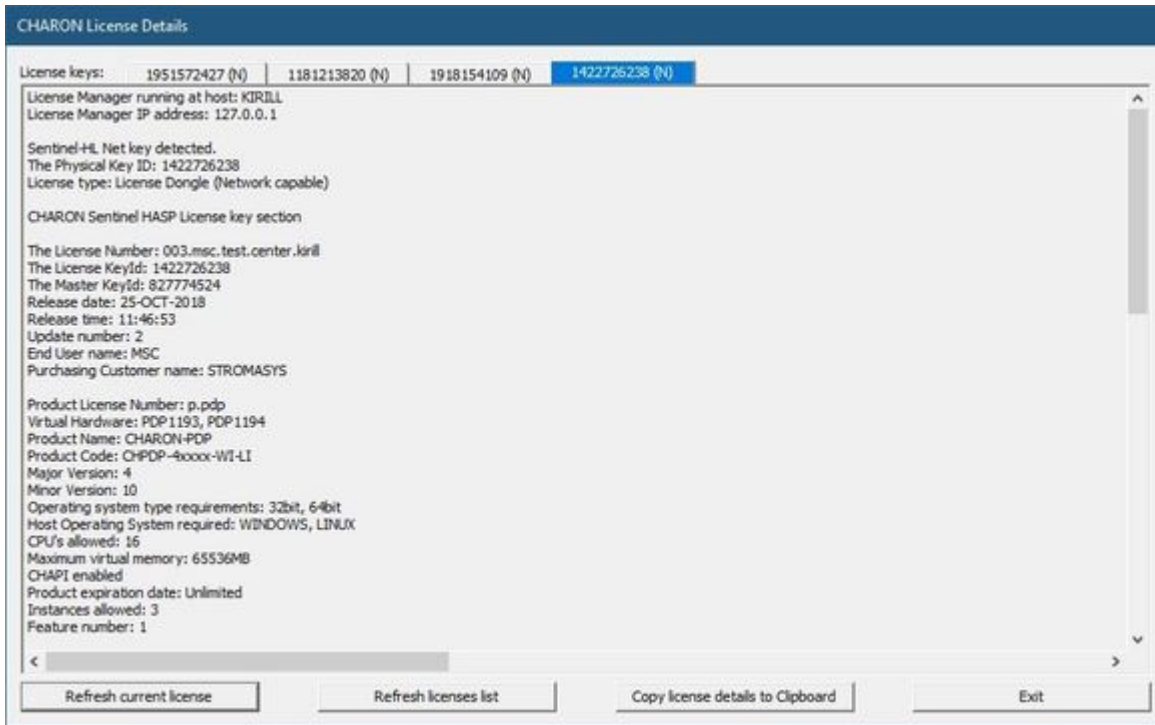 CHARON License Details
License keys: 1951572427 (N) 1181213820 (N) 1918154109 (N) 1422726238 (N)
License Manager running at host: KIRILL
License Manager IP address: 127.0.0.1
Sentinel-HL Net key detected.
The Physical Key ID: 1422726238
License type: License Dongle (Network capable)
CHARON Sentinel HASP License key section
The License Number: 003.msc.test.center.kirill
The License KeyId: 1422726238
The Master KeyId: 827774524
Release date: 25-OCT-2018
Release time: 11:46:53
Update number: 2
End User name: MSC
Purchasing Customer name: STROMASYS
Product License Number: p.pdp
Virtual Hardware: PDP1193, PDP1194
Product Name: CHARON-PDP
Product Code: CHPDP-4xxxx-WI-LI
Major Version: 4
Minor Version: 10
Operating system type requirements: 32bit, 64bit
Host Operating System required: WINDOWS, LINUX
CPU's allowed: 16
Maximum virtual memory: 65536MB
CHAPI enabled
Product expiration date: Unlimited
Instances allowed: 3
Feature number: 1
Refresh current license Refresh licenses list Copy license details to Clipboard Exit